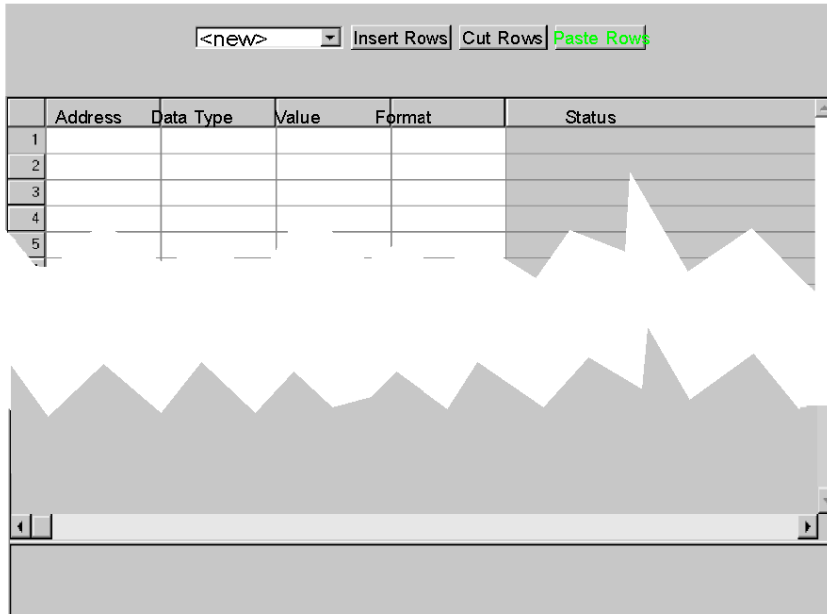 <new> Insert Rows Cut Rows Paste Rows
Address Data Type Value Format Status
1
2
3
4
5